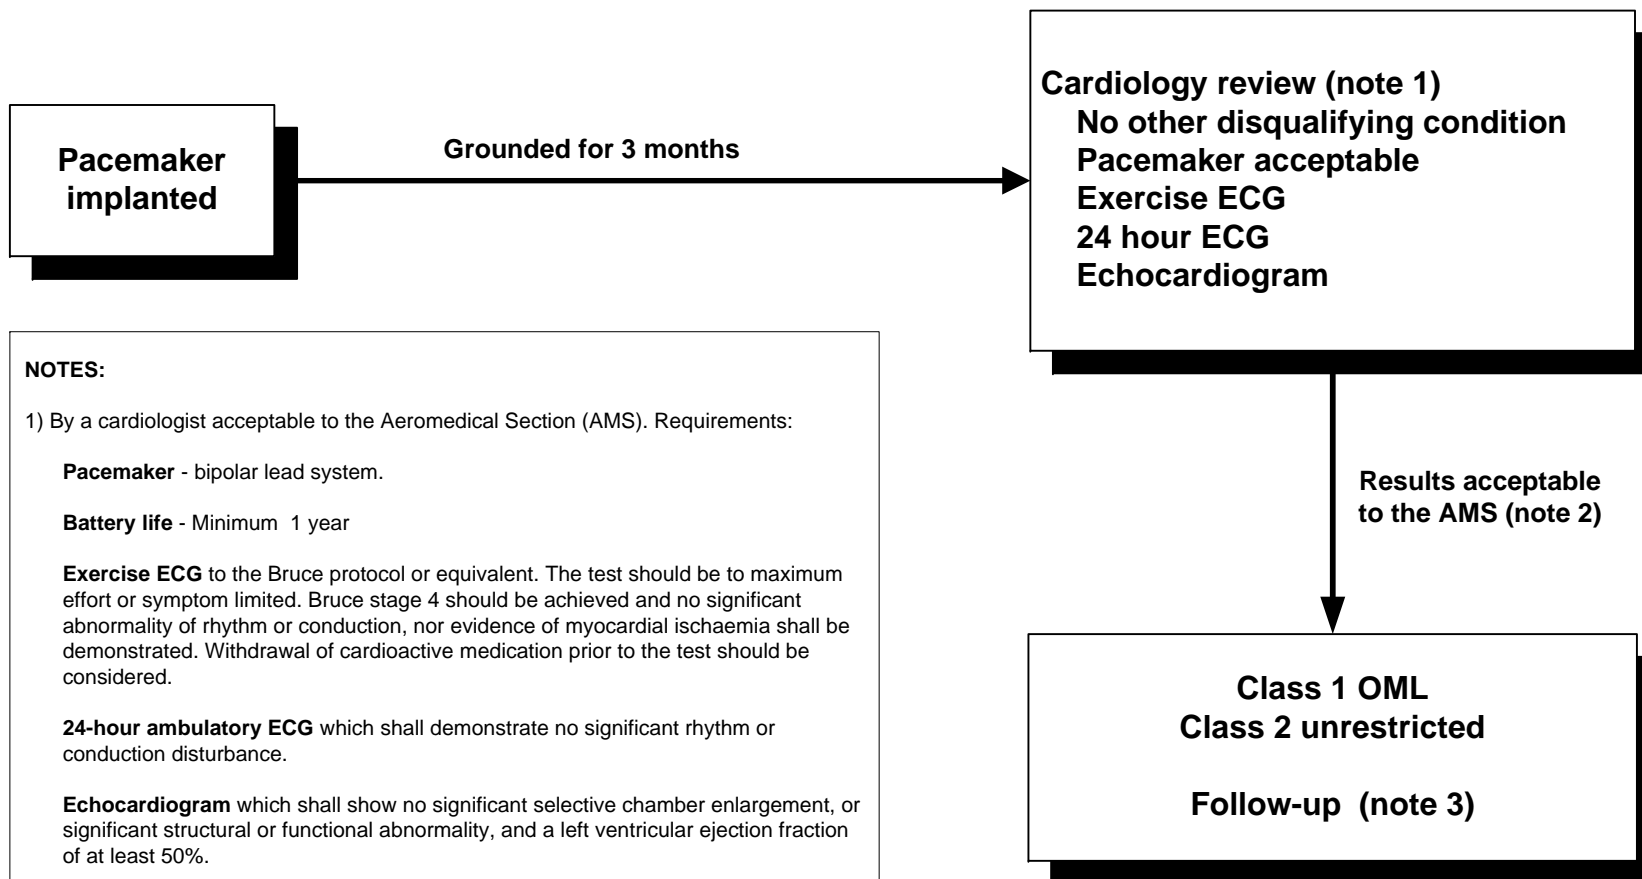 Pacemaker
implanted
Grounded for 3 months
Cardiology review (note 1)
No other disqualifying condition
Pacemaker acceptable
Exercise ECG
24 hour ECG
Echocardiogram
Results acceptable
to the AMS (note 2)
Class 1 OML
Class 2 unrestricted
Follow-up (note 3)
NOTES:
1) By a cardiologist acceptable to the Aeromedical Section (AMS). Requirements:
Pacemaker - bipolar lead system.
Battery life - Minimum 1 year
Exercise ECG to the Bruce protocol or equivalent. The test should be to maximum
effort or symptom limited. Bruce stage 4 should be achieved and no significant
abnormality of rhythm or conduction, nor evidence of myocardial ischaemia shall be
demonstrated. Withdrawal of cardioactive medication prior to the test should be
considered.
24-hour ambulatory ECG which shall demonstrate no significant rhythm or
conduction disturbance.
Echocardiogram which shall show no significant selective chamber enlargement, or
significant structural or functional abnormality, and a left ventricular ejection fraction
of at least 50%.